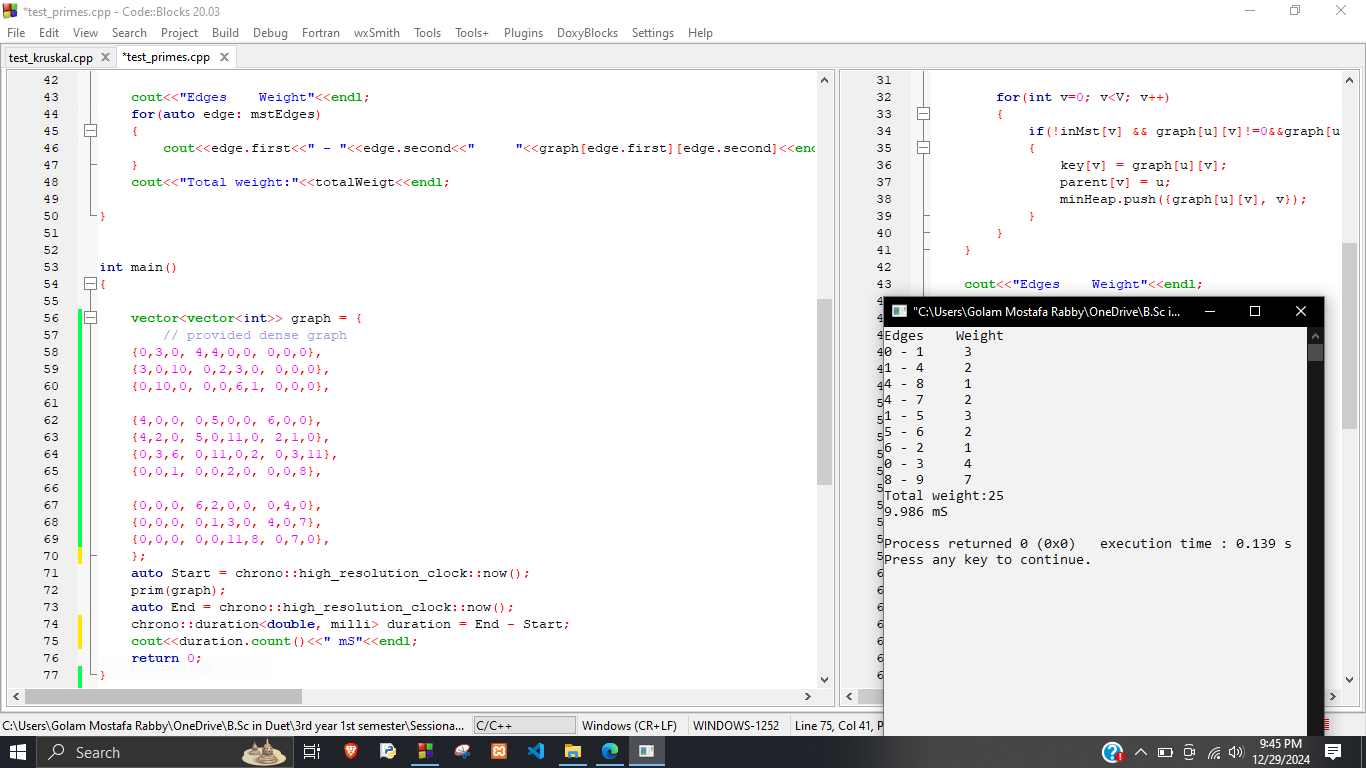 *test_primes.cpp - Code::Blocks 20.03
File Edit View Search Project Build Debug Fortran wxSmith Tools Tools+ Plugins DoxyBlocks Settings Help
test_kruskal.cpp *test_primes.cpp
42
43 cout<<"Edges    Weight"<<endl;
44 for(auto edge: mstEdges)
45 {
46 cout<<edge.first<<" - "<<edge.second<<"     "<<graph[edge.first][edge.second]<<end
47 }
48 cout<<"Total weight:"<<totalWeigt<<endl;
49
50 }
51
52
53 int main()
54 {
55
56 vector<vector<int>> graph = {
57 // provided dense graph
58 {0,3,0, 4,4,0,0, 0,0,0},
59 {3,0,10, 0,2,3,0, 0,0,0},
60 {0,10,0, 0,0,6,1, 0,0,0},
61
62 {4,0,0, 0,5,0,0, 6,0,0},
63 {4,2,0, 5,0,11,0, 2,1,0},
64 {0,3,6, 0,11,0,2, 0,3,11},
65 {0,0,1, 0,0,2,0, 0,0,8},
66
67 {0,0,0, 6,2,0,0, 0,4,0},
68 {0,0,0, 0,1,3,0, 4,0,7},
69 {0,0,0, 0,0,11,8, 0,7,0},
70 };
71 auto Start = chrono::high_resolution_clock::now();
72 prim(graph);
73 auto End = chrono::high_resolution_clock::now();
74 chrono::duration<double, milli> duration = End - Start;
75 cout<<duration.count()<<" mS"<<endl;
76 return 0;
77 }
31
32 for(int v=0; v<V; v++)
33 {
34 if(!inMst[v] && graph[u][v]!=0&&graph[u
35 {
36 key[v] = graph[u][v];
37 parent[v] = u;
38 minHeap.push({graph[u][v], v});
39 }
40 }
41 }
42
43 cout<<"Edges    Weight"<<endl;
"C:\Users\Golam Mostafa Rabby\OneDrive\B.Sc i...
Edges    Weight
0 - 1     3
1 - 4     2
4 - 8     1
4 - 7     2
1 - 5     3
5 - 6     2
6 - 2     1
0 - 3     4
8 - 9     7
Total weight:25
9.986 mS
Process returned 0 (0x0)   execution time : 0.139 s
Press any key to continue.
C:\Users\Golam Mostafa Rabby\OneDrive\B.Sc in Duet\3rd year 1st semester\Sessiona... C/C++ Windows (CR+LF) WINDOWS-1252 Line 75, Col 41, P
Search
9:45 PM
12/29/2024